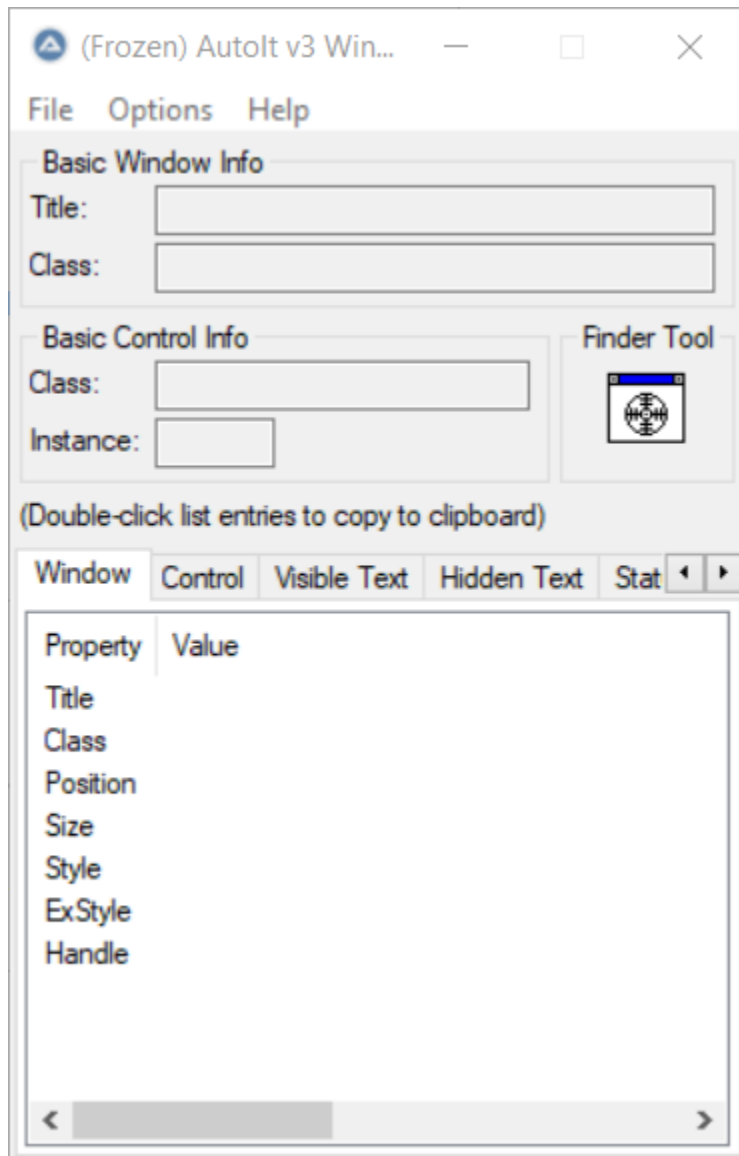 (Frozen) AutoIt v3 Win...
File Options Help
Basic Window Info
Title:
Class:
Basic Control Info
Finder Tool
Class:
Instance:
(Double-click list entries to copy to clipboard)
Window Control Visible Text Hidden Text Stat
Property Value
Title
Class
Position
Size
Style
ExStyle
Handle